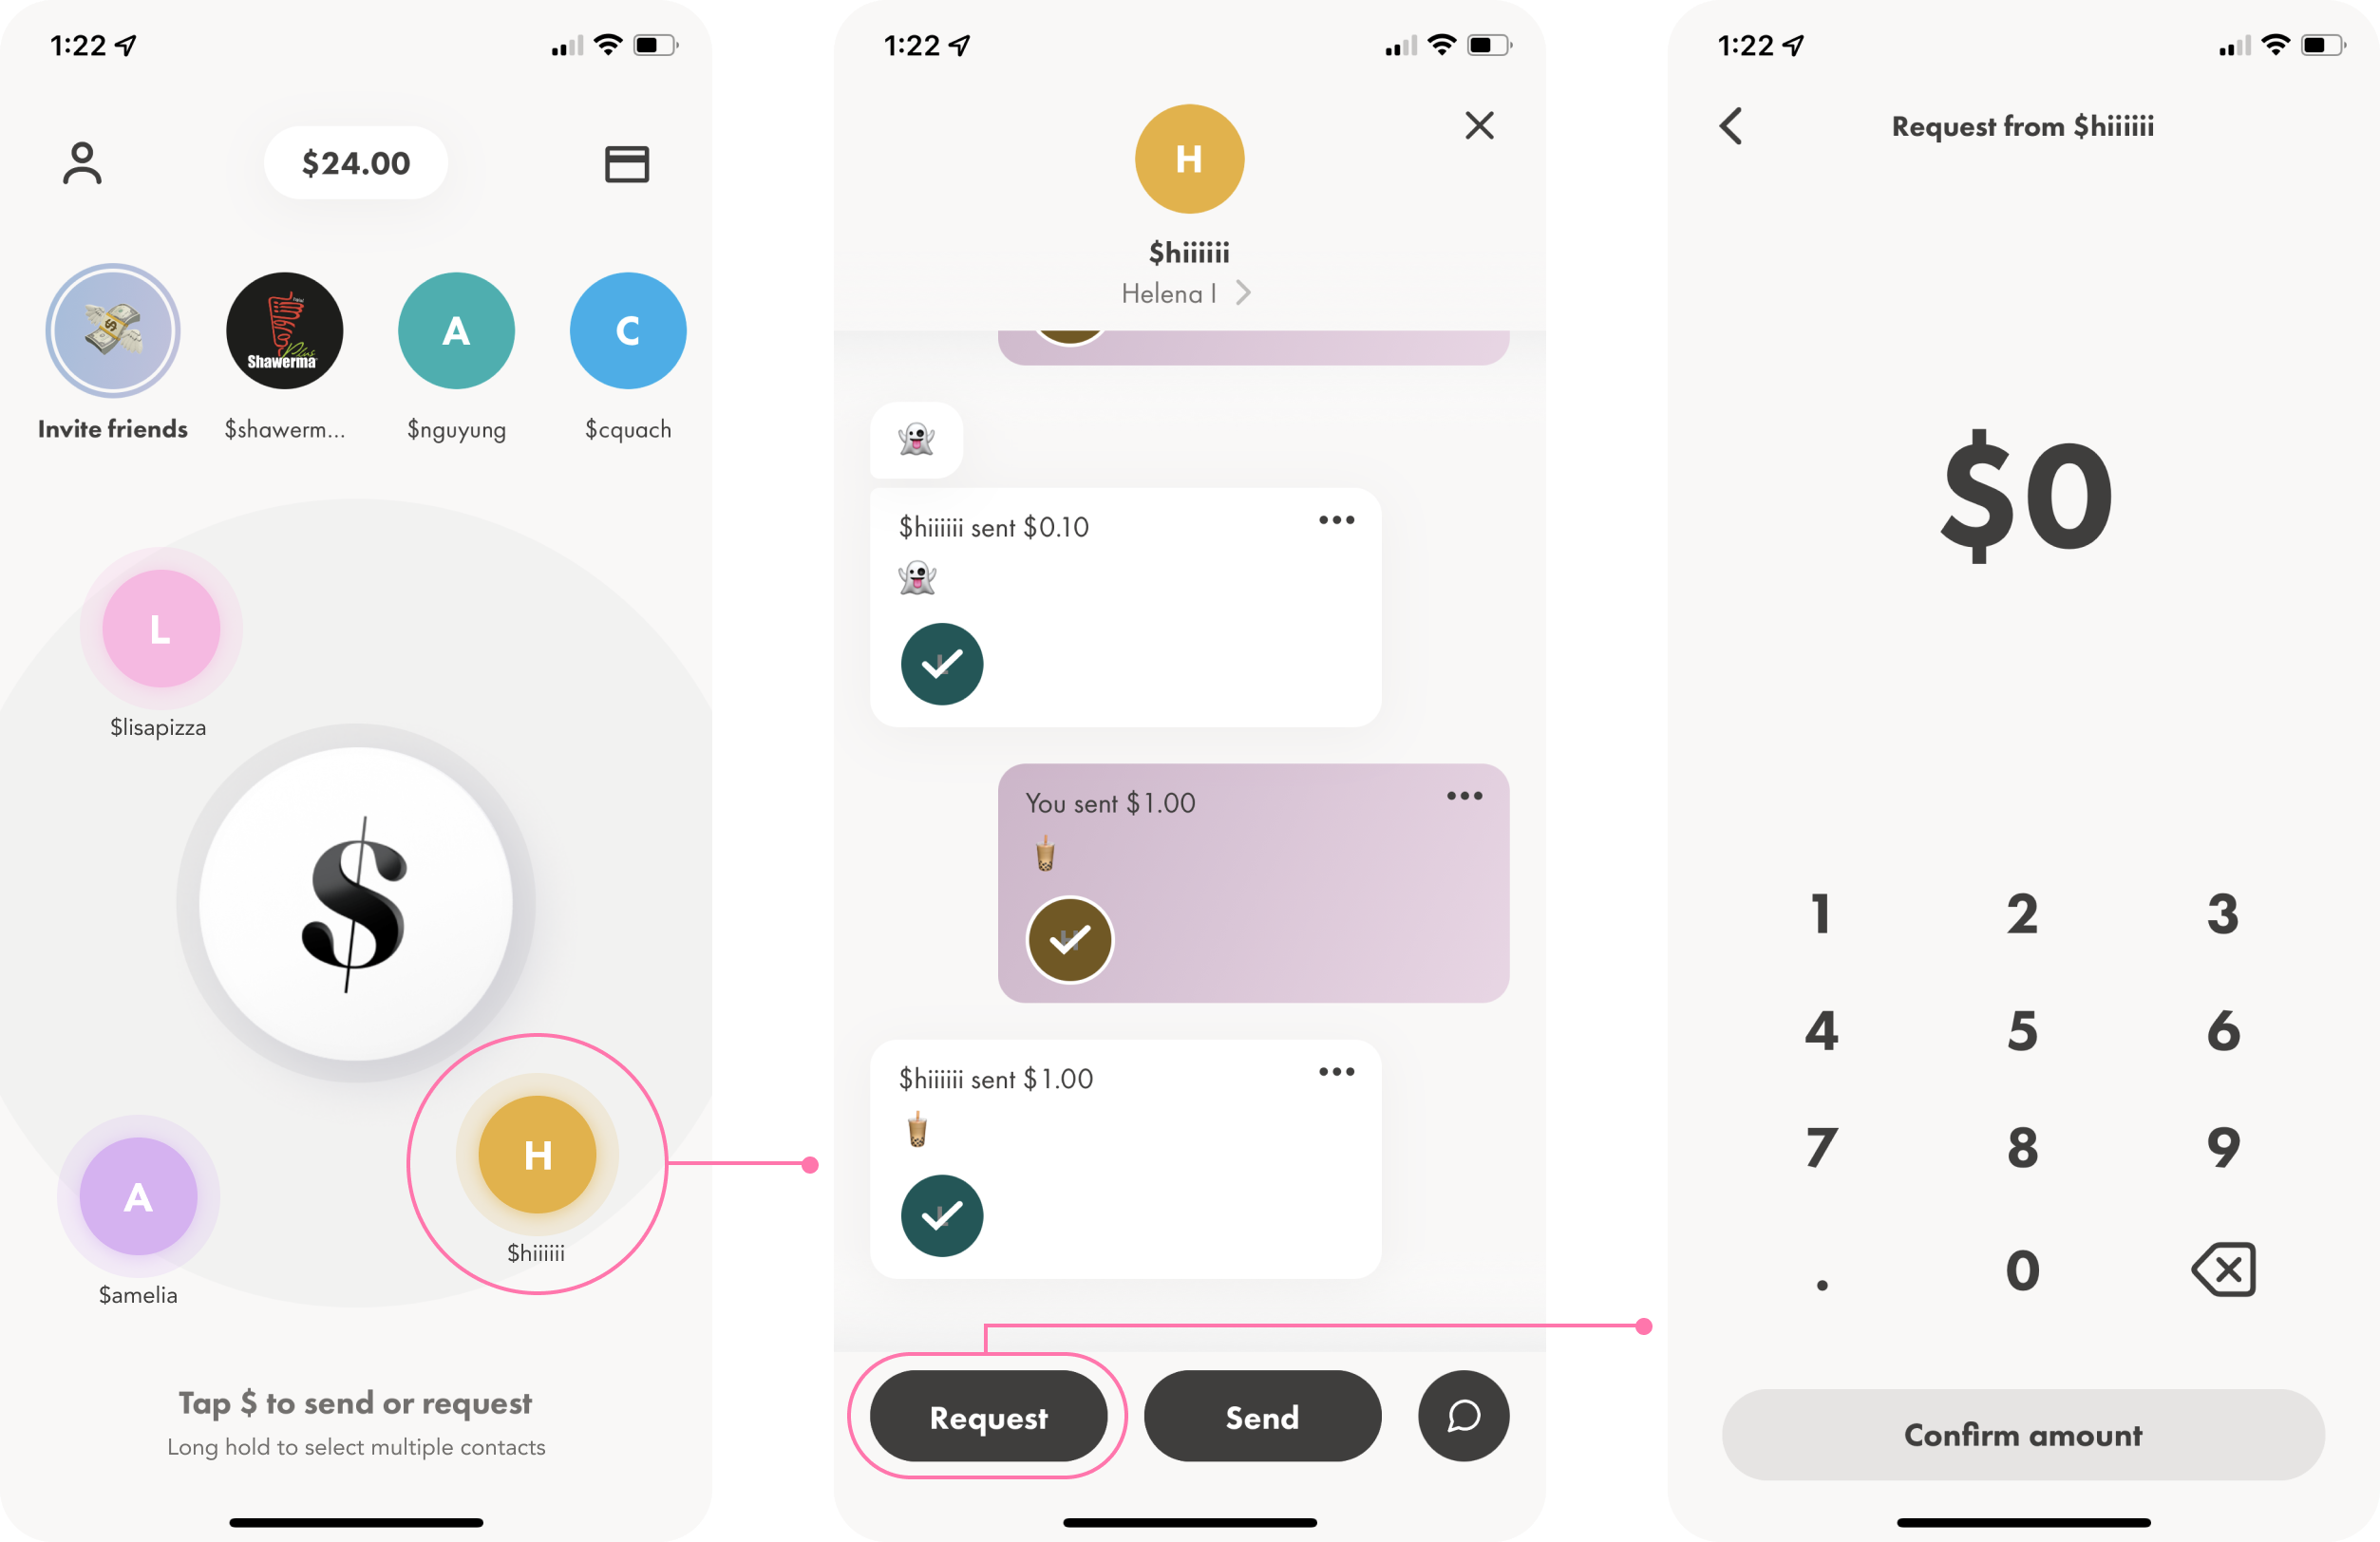 1:22
$24.00
Shawerma
Plus
Invite friends
$shawerm...
A
$nguyung
C
$cquach
L
$lisapizza
$
H
$hiiiiii
A
$amelia
Tap $ to send or request
Long hold to select multiple contacts
1:22
H
$hiiiiii
Helena I
$hiiiiii sent $0.10
You sent $1.00
$hiiiiii sent $1.00
Request
Send
1:22
Request from $hiiiiii
$0
1 2 3
4 5 6
7 8 9
. 0
Confirm amount